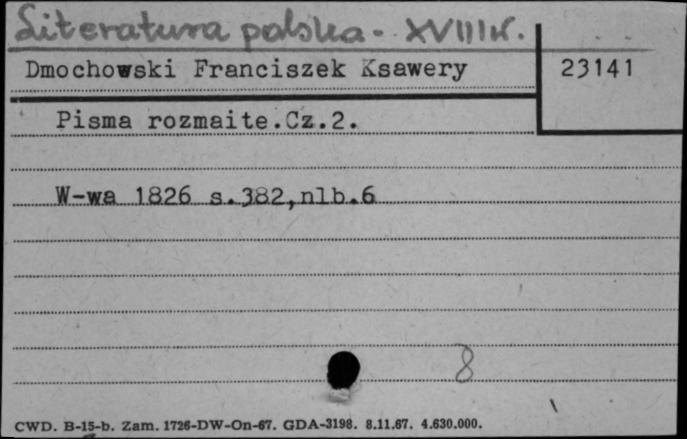 Literatura polska - XVIII w.
Dmochowski Franciszek Ksawery
23141
Pisma rozmaite.Cz.2.
W-wa 1826 s.382,nlb.6
8
CWD. B-15-b. Zam. 1726-DW-On-67. GDA-3198. 8.11.67. 4.630.000.